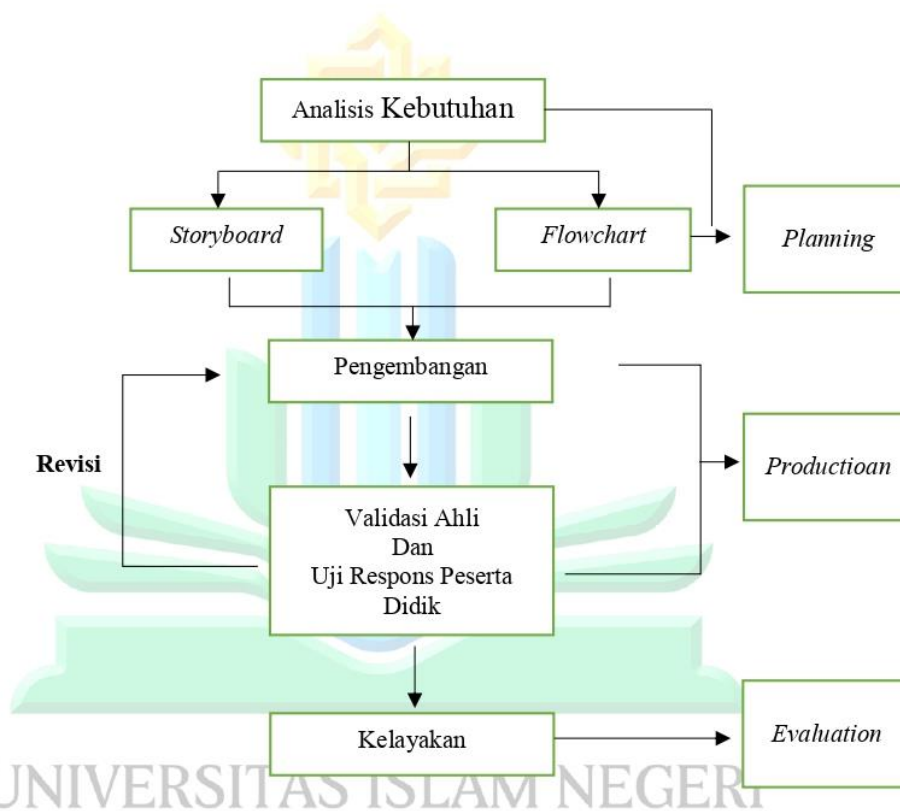 Analisis Kebutuhan
Storyboard
Flowchart
Planning
Pengembangan
Revisi
Productioan
Validasi Ahli
Dan
Uji Respons Peserta
Didik
Kelayakan
Evaluation
UNIVERSITAS ISLAM NEGERI